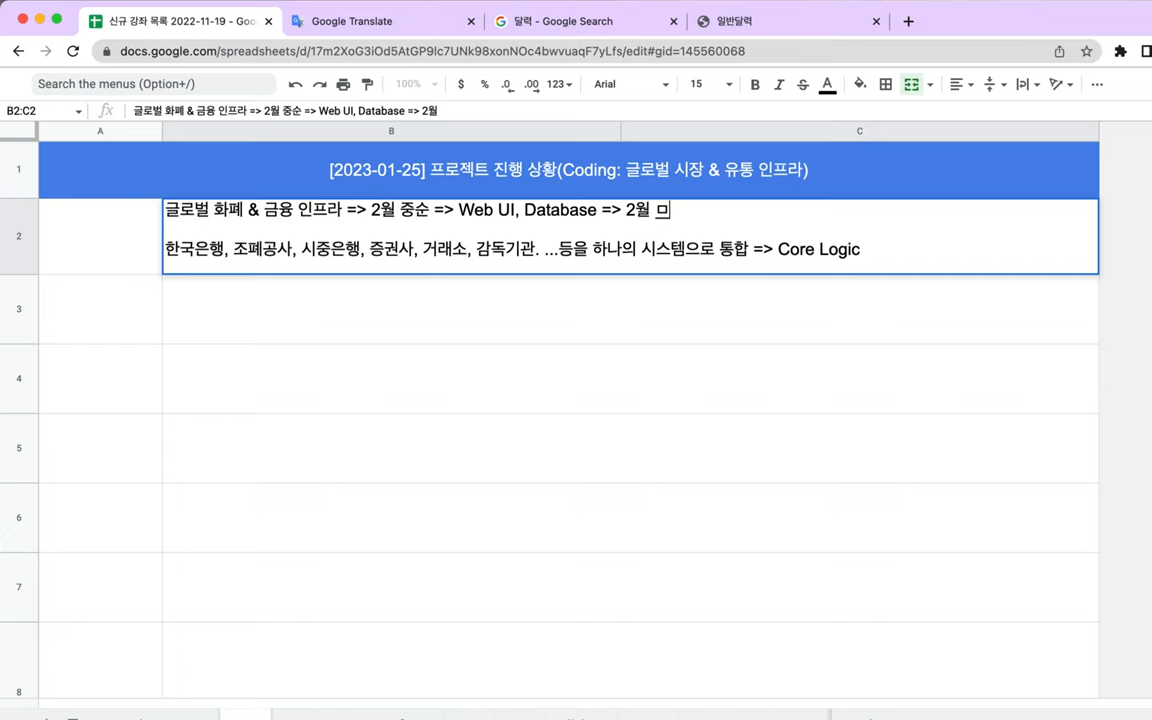 신규 강좌 목록 2022-11-19 - Goo
Google Translate
달력 - Google Search
일반달력
docs.google.com/spreadsheets/d/17m2XoG3iOd5AtGP9lc7UNk98xonNOc4bwvuaqF7yLfs/edit#gid=145560068
Search the menus (Option+/)
100%
$ % .0 .00 123
Arial
15
B I S A
B2:C2
fx
글로벌 화폐 & 금융 인프라 => 2월 중순 => Web UI, Database => 2월
A B C
1 [2023-01-25] 프로젝트 진행 상황(Coding: 글로벌 시장 & 유통 인프라)
글로벌 화폐 & 금융 인프라 => 2월 중순 => Web UI, Database => 2월 ㅁ
2
한국은행, 조폐공사, 시중은행, 증권사, 거래소, 감독기관. ...등을 하나의 시스템으로 통합 => Core Logic
3
4
5
6
7
8